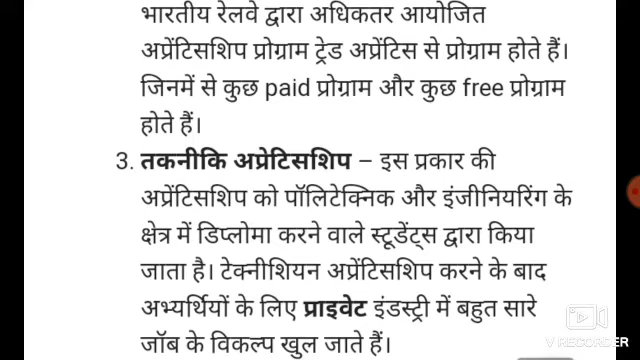 भारतीय रेलवे द्वारा अधिकतर आयोजित
अप्रेंटिसशिप प्रोग्राम ट्रेड अप्रेंटिस से प्रोग्राम होते हैं।
जिनमें से कुछ paid प्रोग्राम और कुछ free प्रोग्राम
होते हैं।
3. तकनीकि अप्रेटिसशिप – इस प्रकार की
अप्रेंटिसशिप को पॉलिटेक्निक और इंजीनियरिंग के
क्षेत्र में डिप्लोमा करने वाले स्टूडेंट्स द्वारा किया
जाता है। टेक्नीशियन अप्रेंटिसशिप करने के बाद
अभ्यर्थियों के लिए प्राइवेट इंडस्ट्री में बहुत सारे
जॉब के विकल्प खुल जाते हैं।
V RECORDER